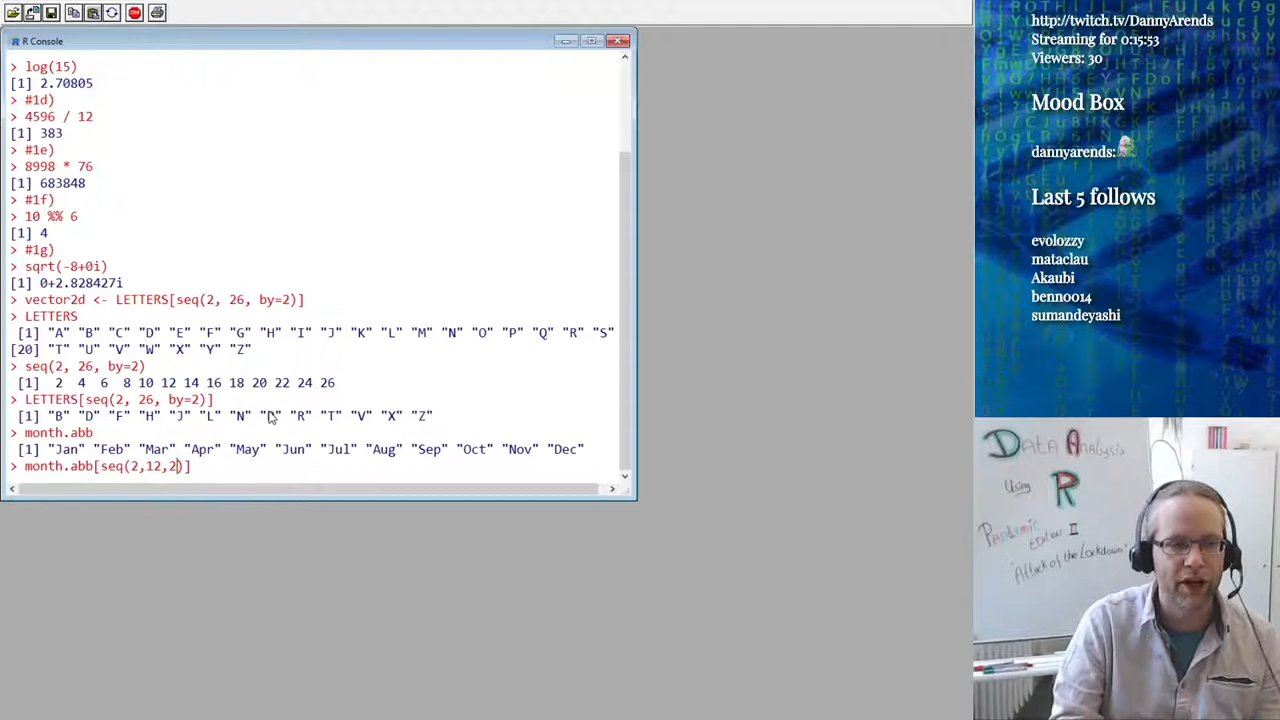 R Console
> log(15)
[1] 2.70805
> #1d)
> 4596 / 12
[1] 383
> #1e)
> 8998 * 76
[1] 683848
> #1f)
> 10 %% 6
[1] 4
> #1g)
> sqrt(-8+0i)
[1] 0+2.828427i
> vector2d <- LETTERS[seq(2, 26, by=2)]
> LETTERS
[1] "A" "B" "C" "D" "E" "F" "G" "H" "I" "J" "K" "L" "M" "N" "O" "P" "Q" "R" "S"
[20] "T" "U" "V" "W" "X" "Y" "Z"
> seq(2, 26, by=2)
[1] 2 4 6 8 10 12 14 16 18 20 22 24 26
> LETTERS[seq(2, 26, by=2)]
[1] "B" "D" "F" "H" "J" "L" "N" "P" "R" "T" "V" "X" "Z"
> month.abb
[1] "Jan" "Feb" "Mar" "Apr" "May" "Jun" "Jul" "Aug" "Sep" "Oct" "Nov" "Dec"
> month.abb[seq(2,12,2)]
http://twitch.tv/DannyArends
Streaming for 0:15:53
Viewers: 30
Mood Box
dannyarends:
Last 5 follows
evolozzy
mataclau
Akaubi
benno014
sumandeyashi
Data Analysis
Using R
Pandemic
Edition II
"Attack of the Lockdown"